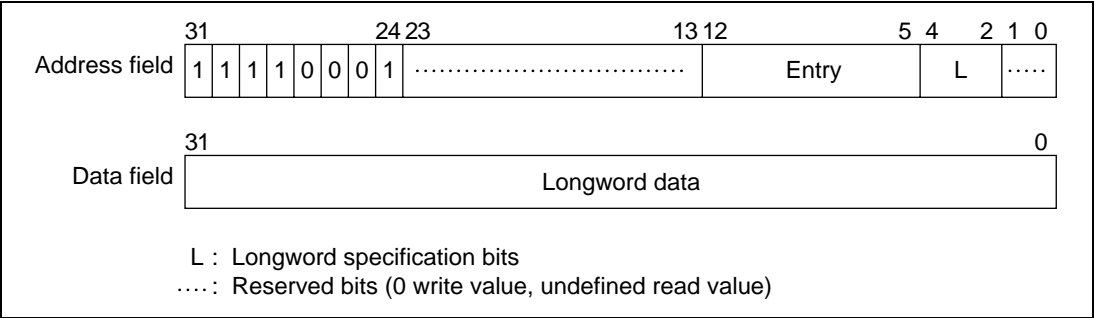 31 24 23 13 12 5 4 2 1 0
Address field 1 1 1 1 0 0 0 1 ................................. Entry L .....
31 0
Data field Longword data
L : Longword specification bits
.... : Reserved bits (0 write value, undefined read value)